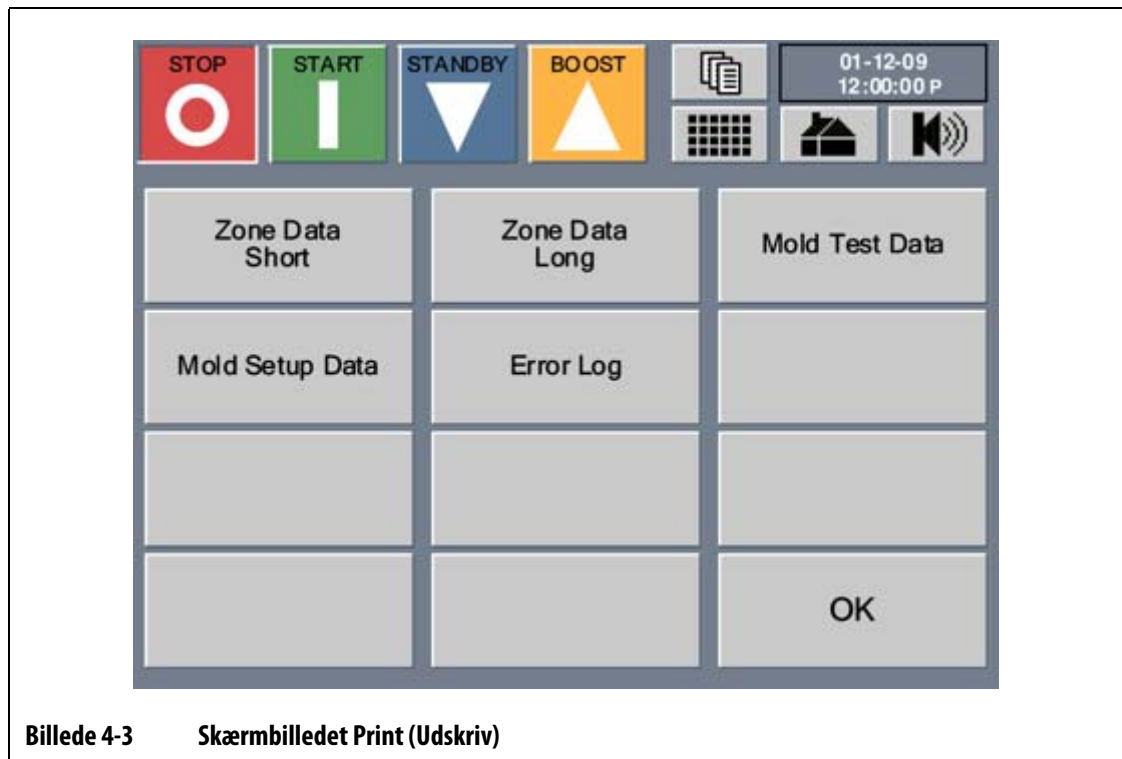 STOP START STANDBY BOOST
01-12-09
12:00:00 P
Zone Data
Short
Zone Data
Long
Mold Test Data
Mold Setup Data
Error Log
OK
Billede 4-3 Skærmbilledet Print (Udskriv)